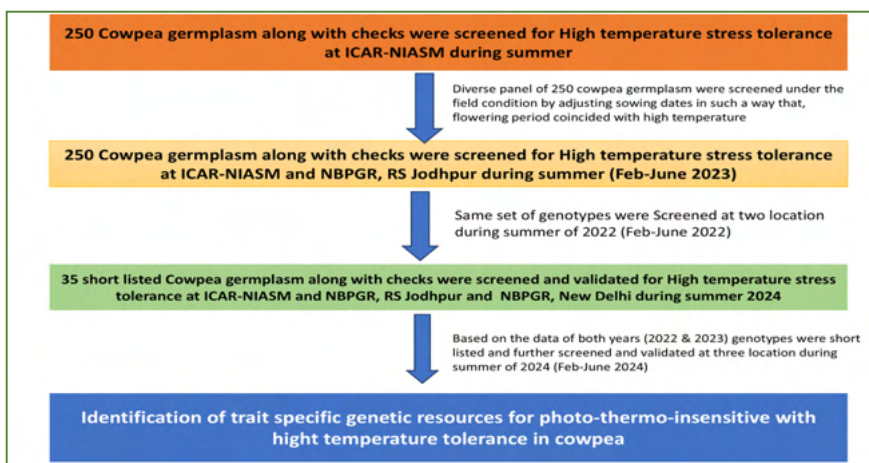 250 Cowpea germplasm along with checks were screened for High temperature stress tolerance
at ICAR-NIASM during summer
Diverse panel of 250 cowpea germplasm were screened under the
field condition by adjusting sowing dates in such a way that,
flowering period coincided with high temperature
250 Cowpea germplasm along with checks were screened for High temperature stress tolerance
at ICAR-NIASM and NBPGR, RS Jodhpur during summer (Feb-June 2023)
Same set of genotypes were Screened at two location
during summer of 2022 (Feb-June 2022)
35 short listed Cowpea germplasm along with checks were screened and validated for High temperature stress
tolerance at ICAR-NIASM and NBPGR, RS Jodhpur and NBPGR, New Delhi during summer 2024
Based on the data of both years (2022 & 2023) genotypes were short
listed and further screened and validated at three location during
summer of 2024 (Feb-June 2024)
Identification of trait specific genetic resources for photo-thermo-insensitive with
hight temperature tolerance in cowpea